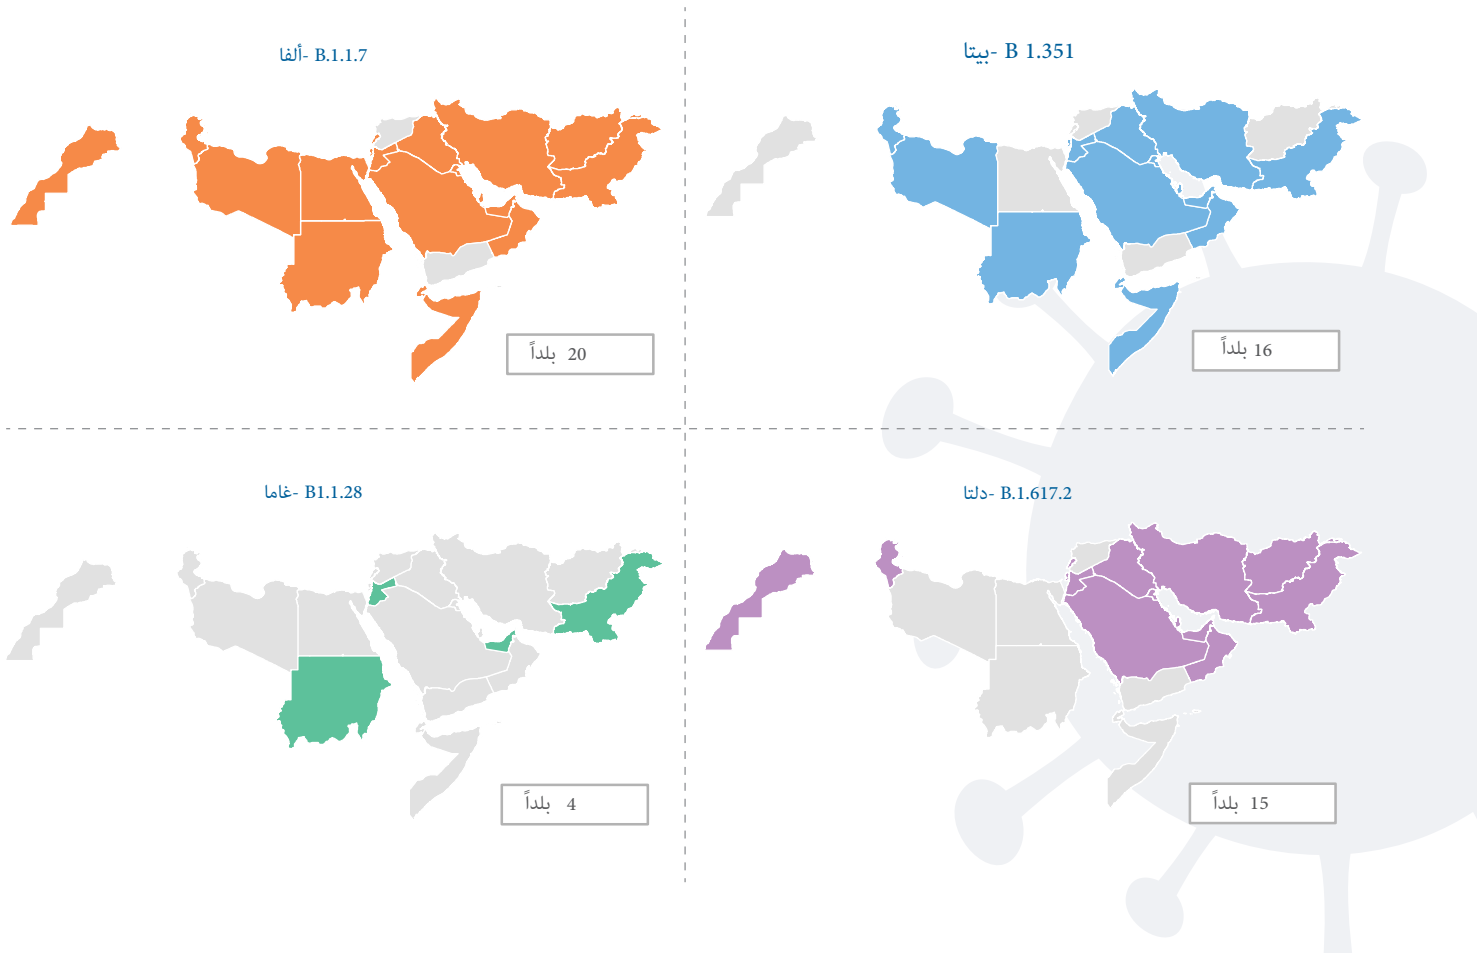 ألفا- B.1.1.7
بيتا- B 1.351
20 بلداً
16 بلداً
غاما- B1.1.28
دلتا- B.1.617.2
4 بلداً
15 بلداً